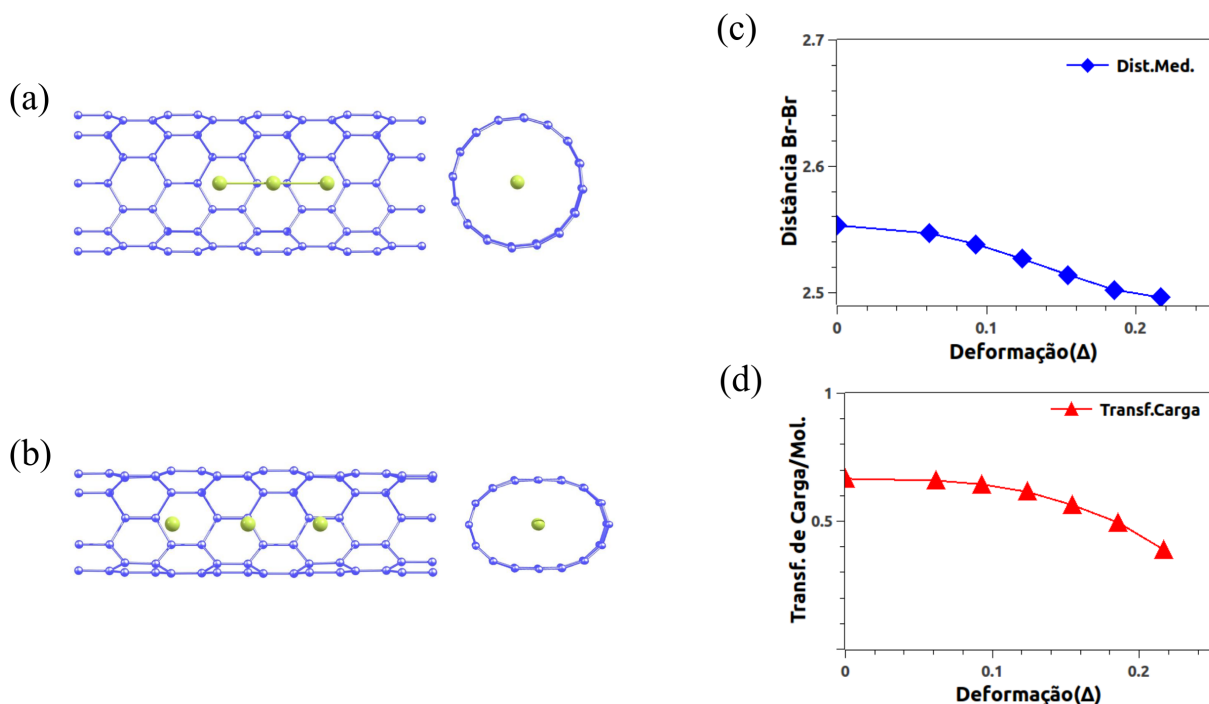 (a)
(b)
(c)
2.7
2.6
2.5
Distância Br-Br
Dist.Med.
0
0.1
0.2
Deformação(Δ)
(d)
1
0.5
Transf. de Carga/Mol.
Transf.Carga
0
0.1
0.2
Deformação(Δ)